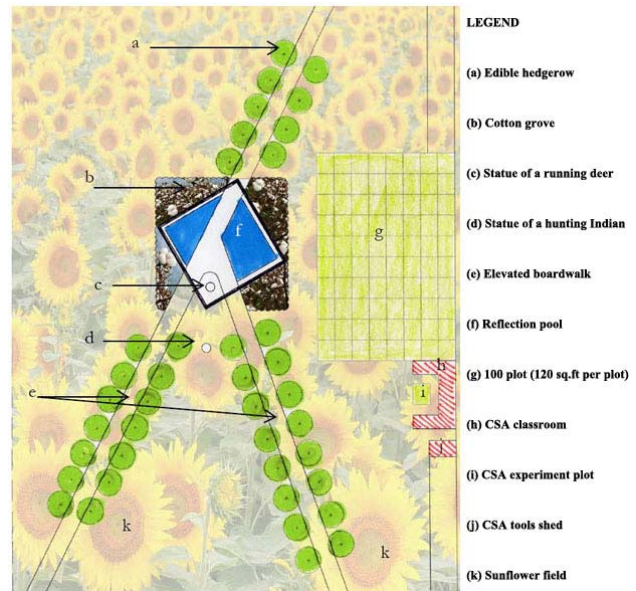 LEGEND
(a) Edible hedgerow
(b) Cotton grove
(c) Statue of a running deer
(d) Statue of a hunting Indian
(e) Elevated boardwalk
(f) Reflection pool
(g) 100 plot (120 sq.ft per plot)
(h) CSA classroom
(i) CSA experiment plot
(j) CSA tools shed
(k) Sunflower field
a
b
f
g
c
d
h
e
i
j
k
k